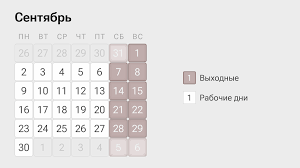 Сентябрь
ПН ВТ СР ЧТ ПТ СБ ВС
26 27 28 29 30 31 1
2 3 4 5 6 7 8
9 10 11 12 13 14 15
16 17 18 19 20 21 22
23 24 25 26 27 28 29
30 1 2 3 4 5 6
1 Выходные
1 Рабочие дни